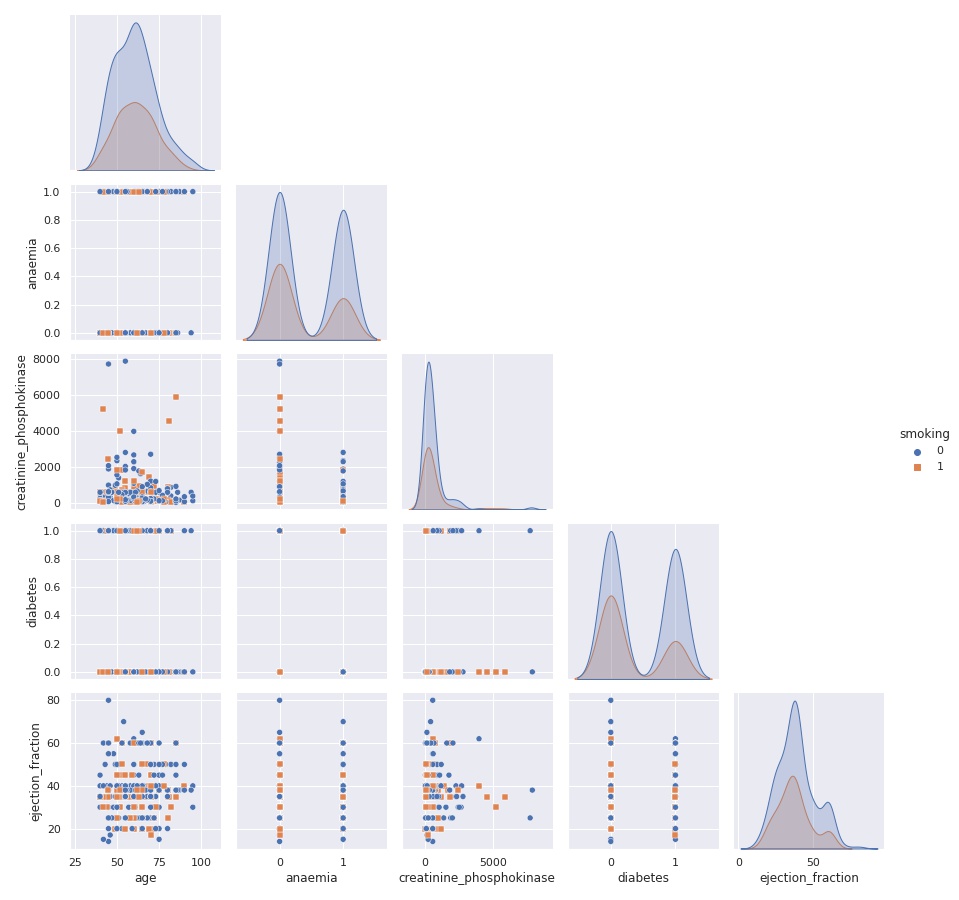 1.0
0.8
0.6
0.4
0.2
0.0
anaemia
8000
6000
4000
2000
0
creatinine_phosphokinase
smoking
0
1
1.0
0.8
0.6
0.4
0.2
0.0
diabetes
80
60
40
20
ejection_fraction
25 50 75 100
age
0 1
anaemia
0 5000
creatinine_phosphokinase
0 1
diabetes
0 50
ejection_fraction